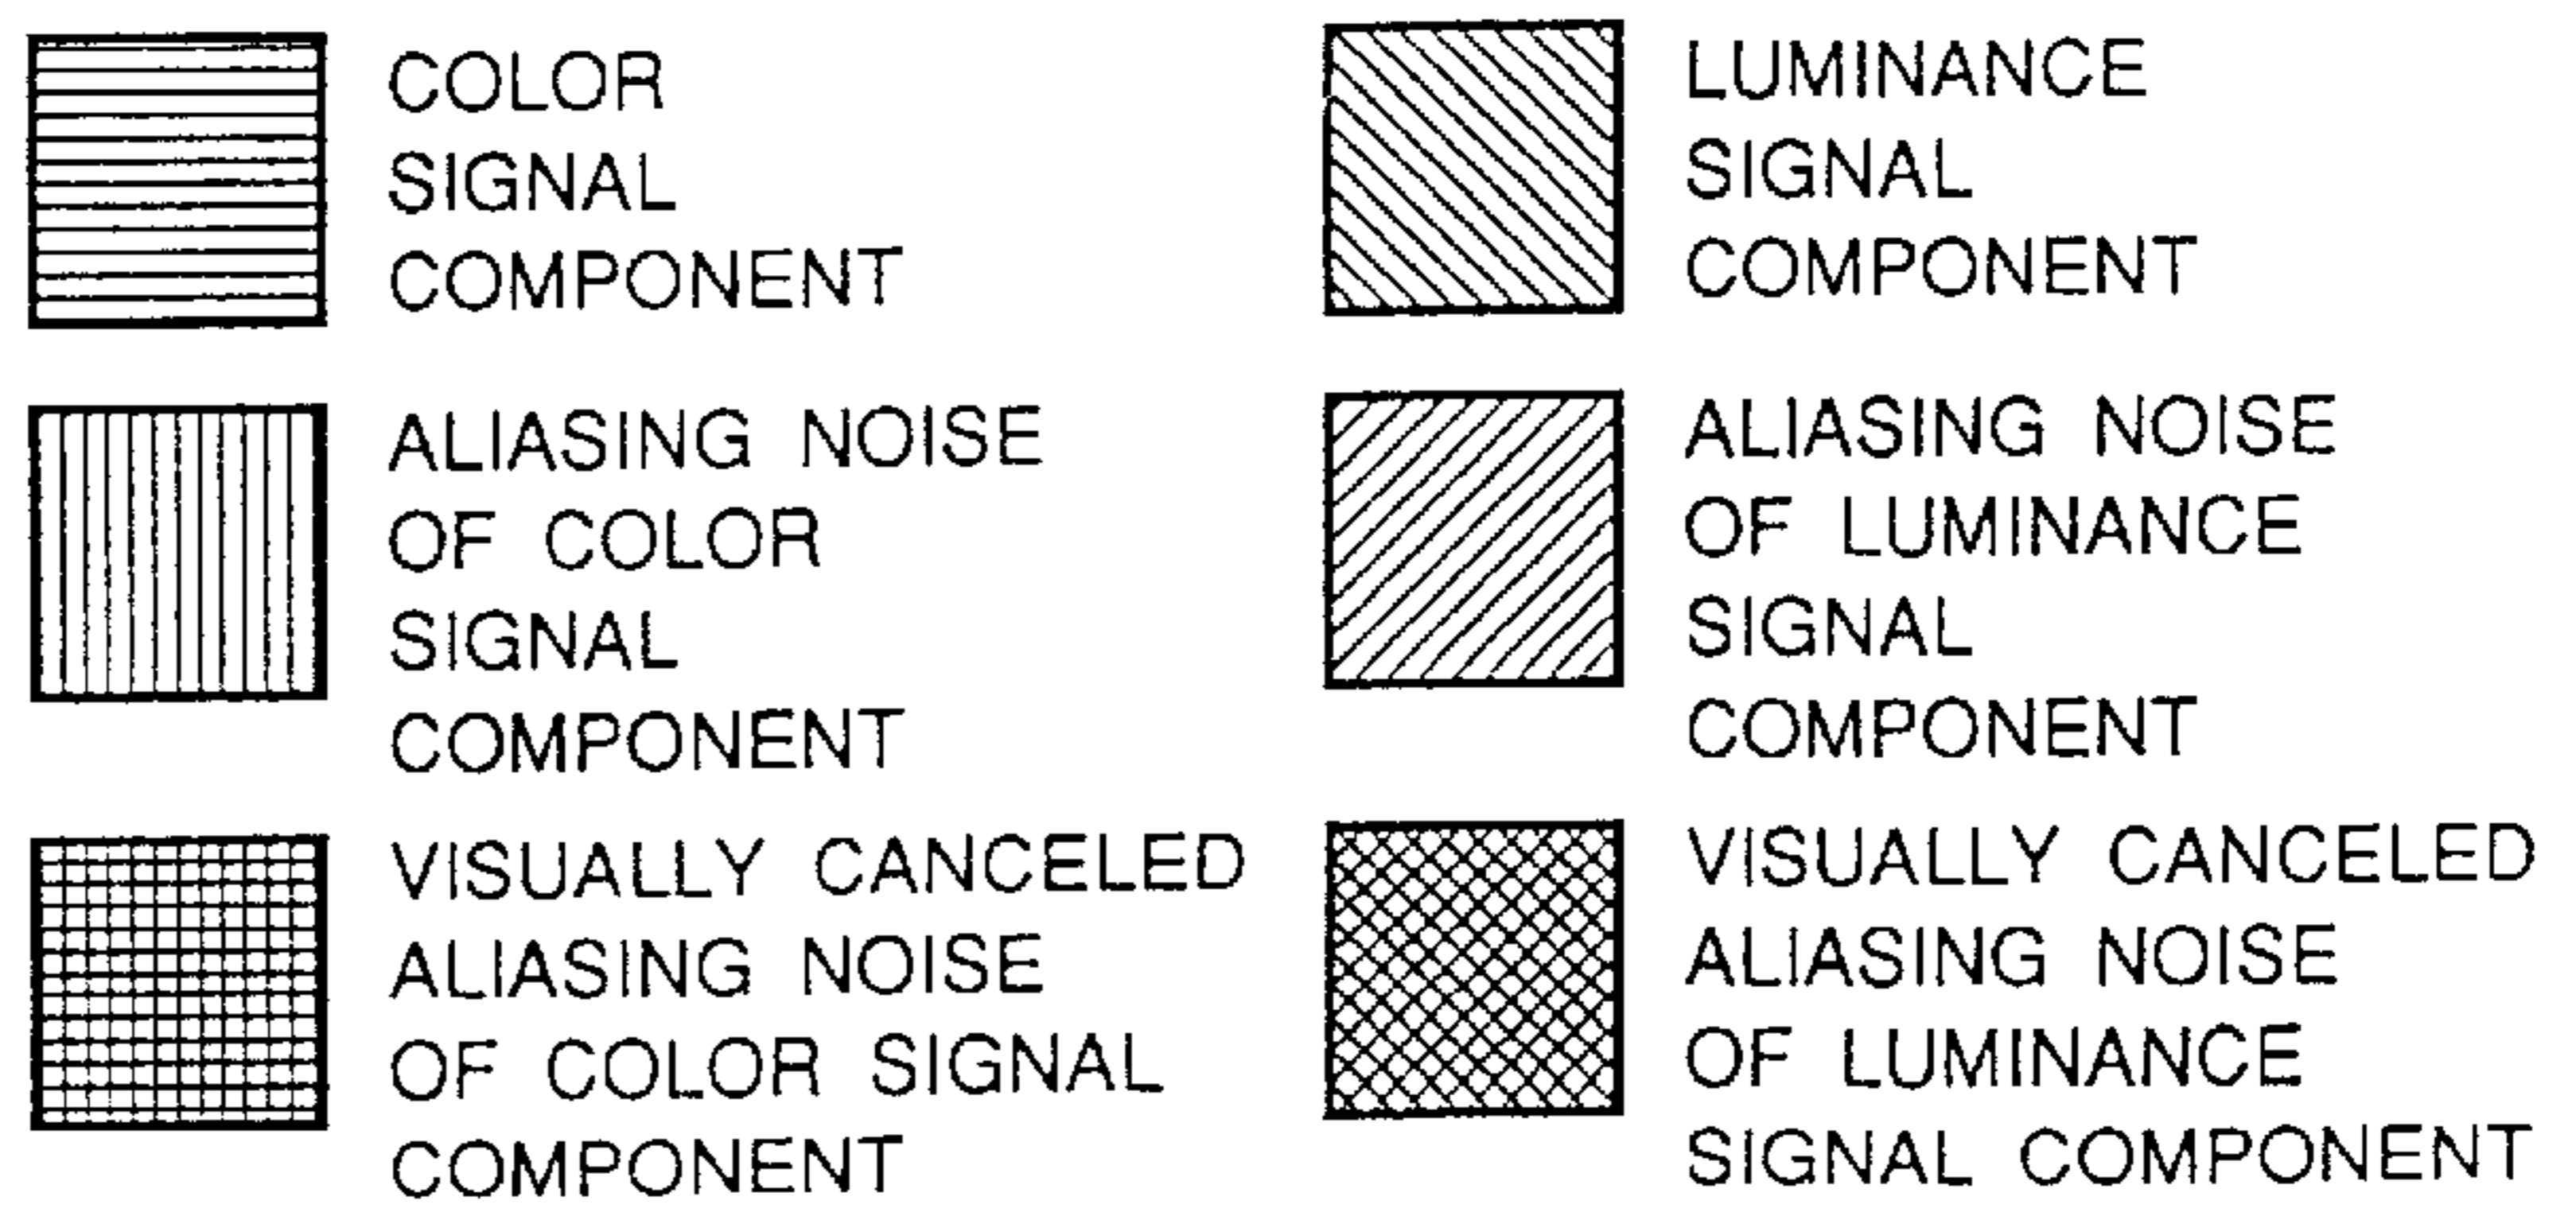 COLOR
SIGNAL
COMPONENT
LUMINANCE
SIGNAL
COMPONENT
ALIASING NOISE
OF COLOR
SIGNAL
COMPONENT
ALIASING NOISE
OF LUMINANCE
SIGNAL
COMPONENT
VISUALLY CANCELED
ALIASING NOISE
OF COLOR SIGNAL
COMPONENT
VISUALLY CANCELED
ALIASING NOISE
OF LUMINANCE
SIGNAL COMPONENT